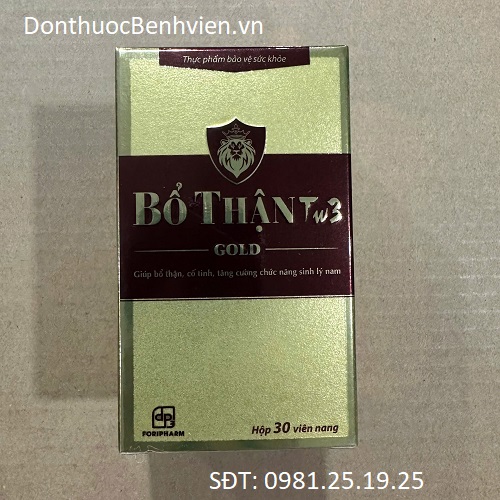 DonthuocBenhvien.vn
Thực phẩm bảo vệ sức khỏe
BỔ THẬN TW3
GOLD
Giúp bổ thận, cố tinh, tăng cường chức năng sinh lý nam
FORIPHARM
Hộp 30 viên nang
SĐT: 0981.25.19.25